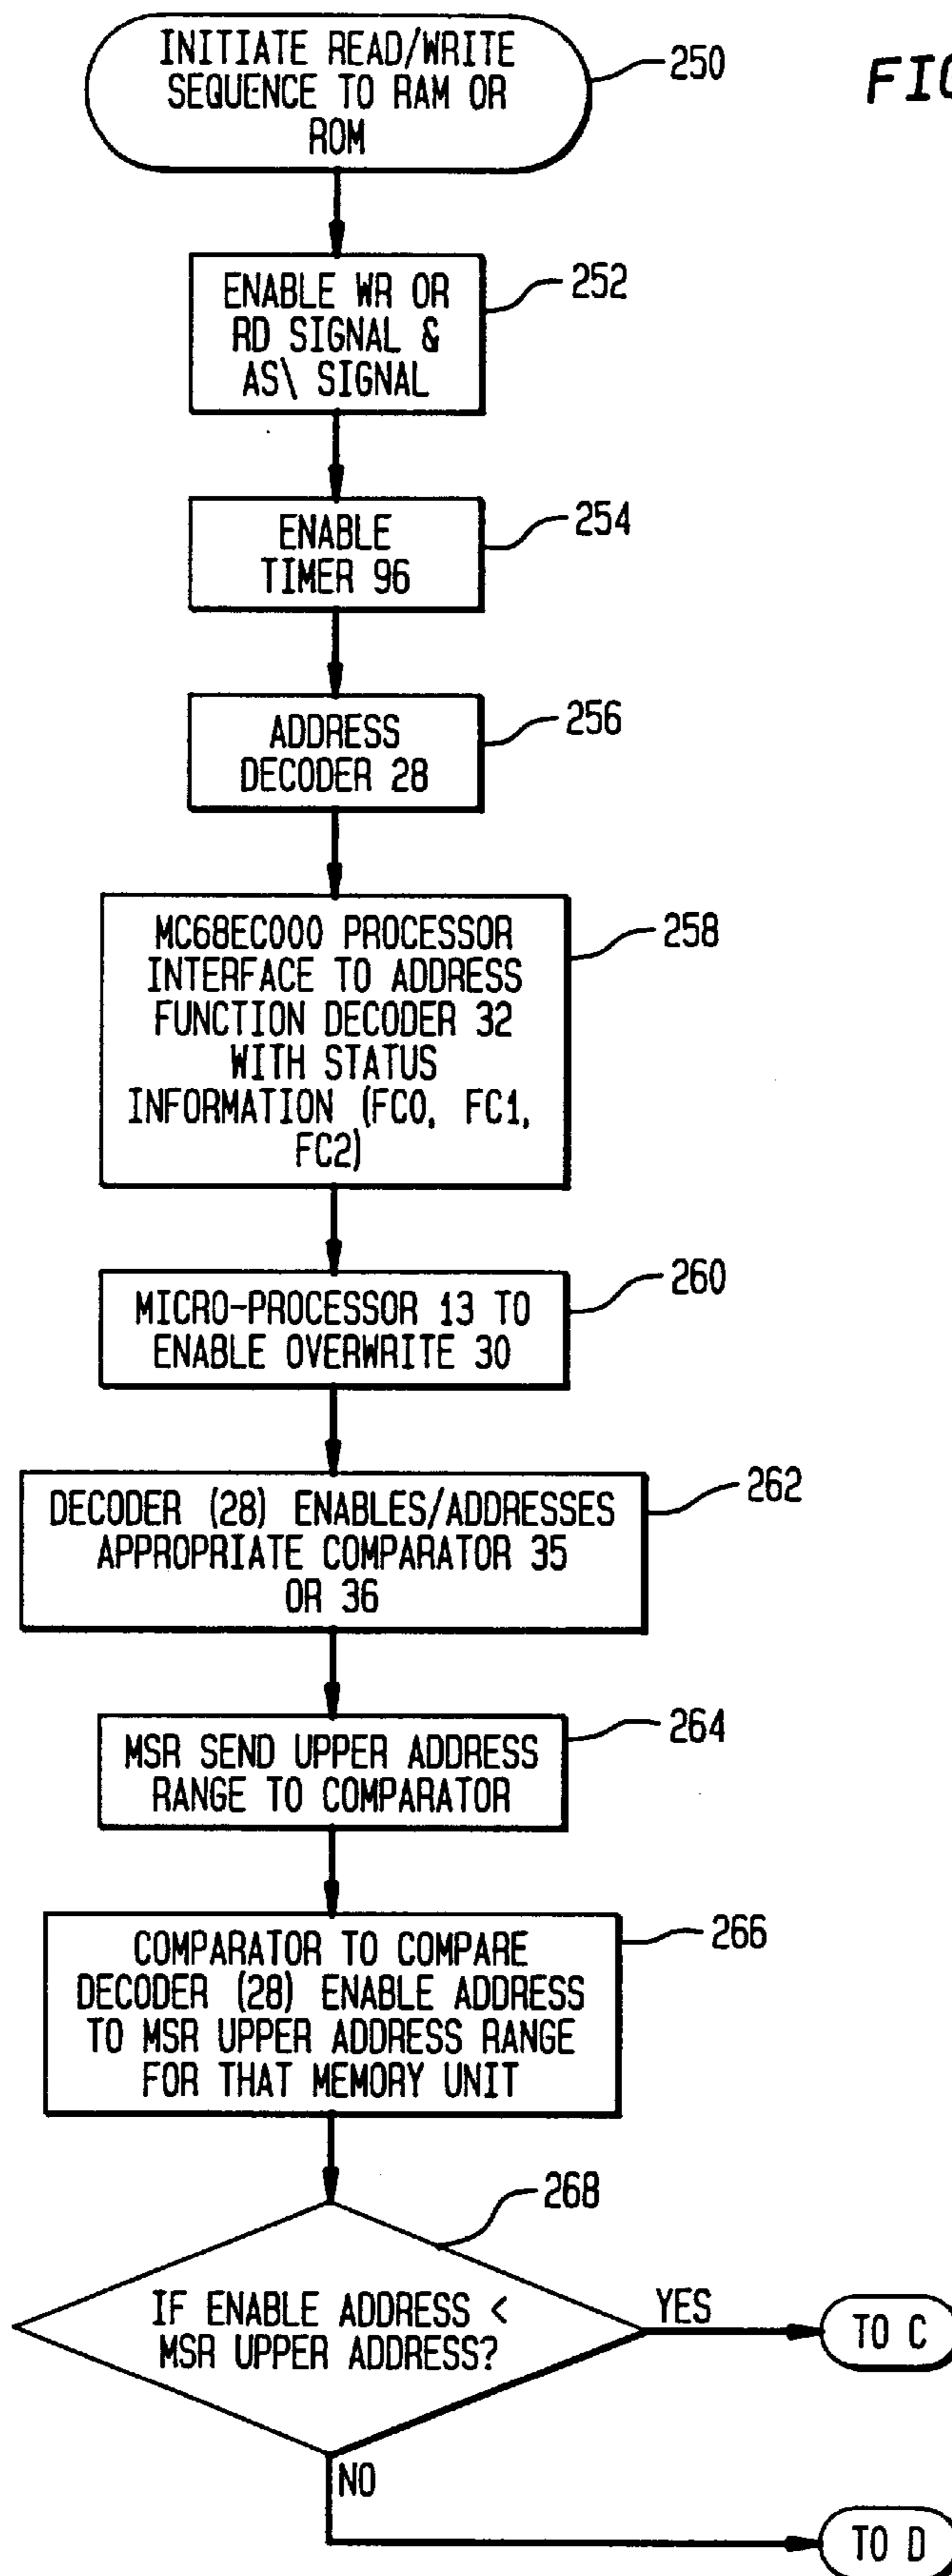 INITIATE READ/WRITE
SEQUENCE TO RAM OR
ROM
250
ENABLE WR OR
RD SIGNAL &
AS\ SIGNAL
252
ENABLE
TIMER 96
254
ADDRESS
DECODER 28
256
MC68EC000 PROCESSOR
INTERFACE TO ADDRESS
FUNCTION DECODER 32
WITH STATUS
INFORMATION (FC0, FC1,
FC2)
258
MICRO-PROCESSOR 13 TO
ENABLE OVERWRITE 30
260
DECODER (28) ENABLES/ADDRESSES
APPROPRIATE COMPARATOR 35
OR 36
262
MSR SEND UPPER ADDRESS
RANGE TO COMPARATOR
264
COMPARATOR TO COMPARE
DECODER (28) ENABLE ADDRESS
TO MSR UPPER ADDRESS RANGE
FOR THAT MEMORY UNIT
266
IF ENABLE ADDRESS <
MSR UPPER ADDRESS?
268
YES
TO C
NO
TO D